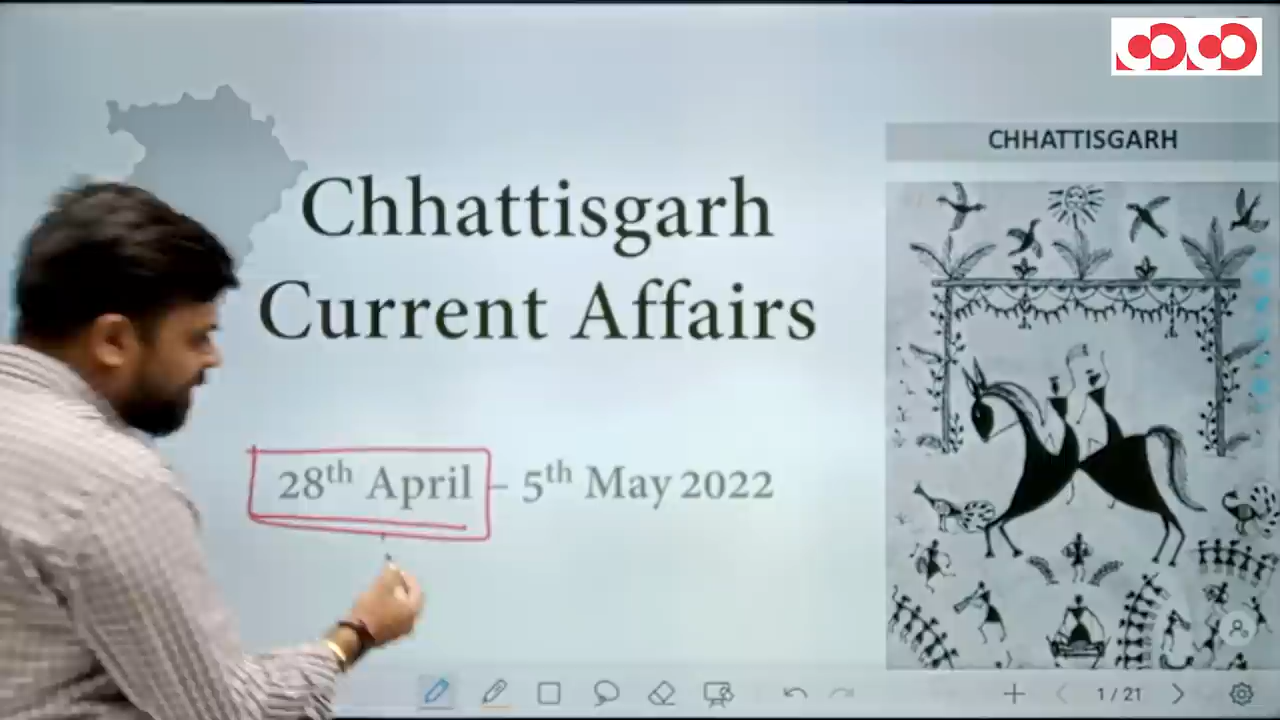 CHHATTISGARH
Chhattisgarh
Current Affairs
28th April – 5th May 2022
1 / 21